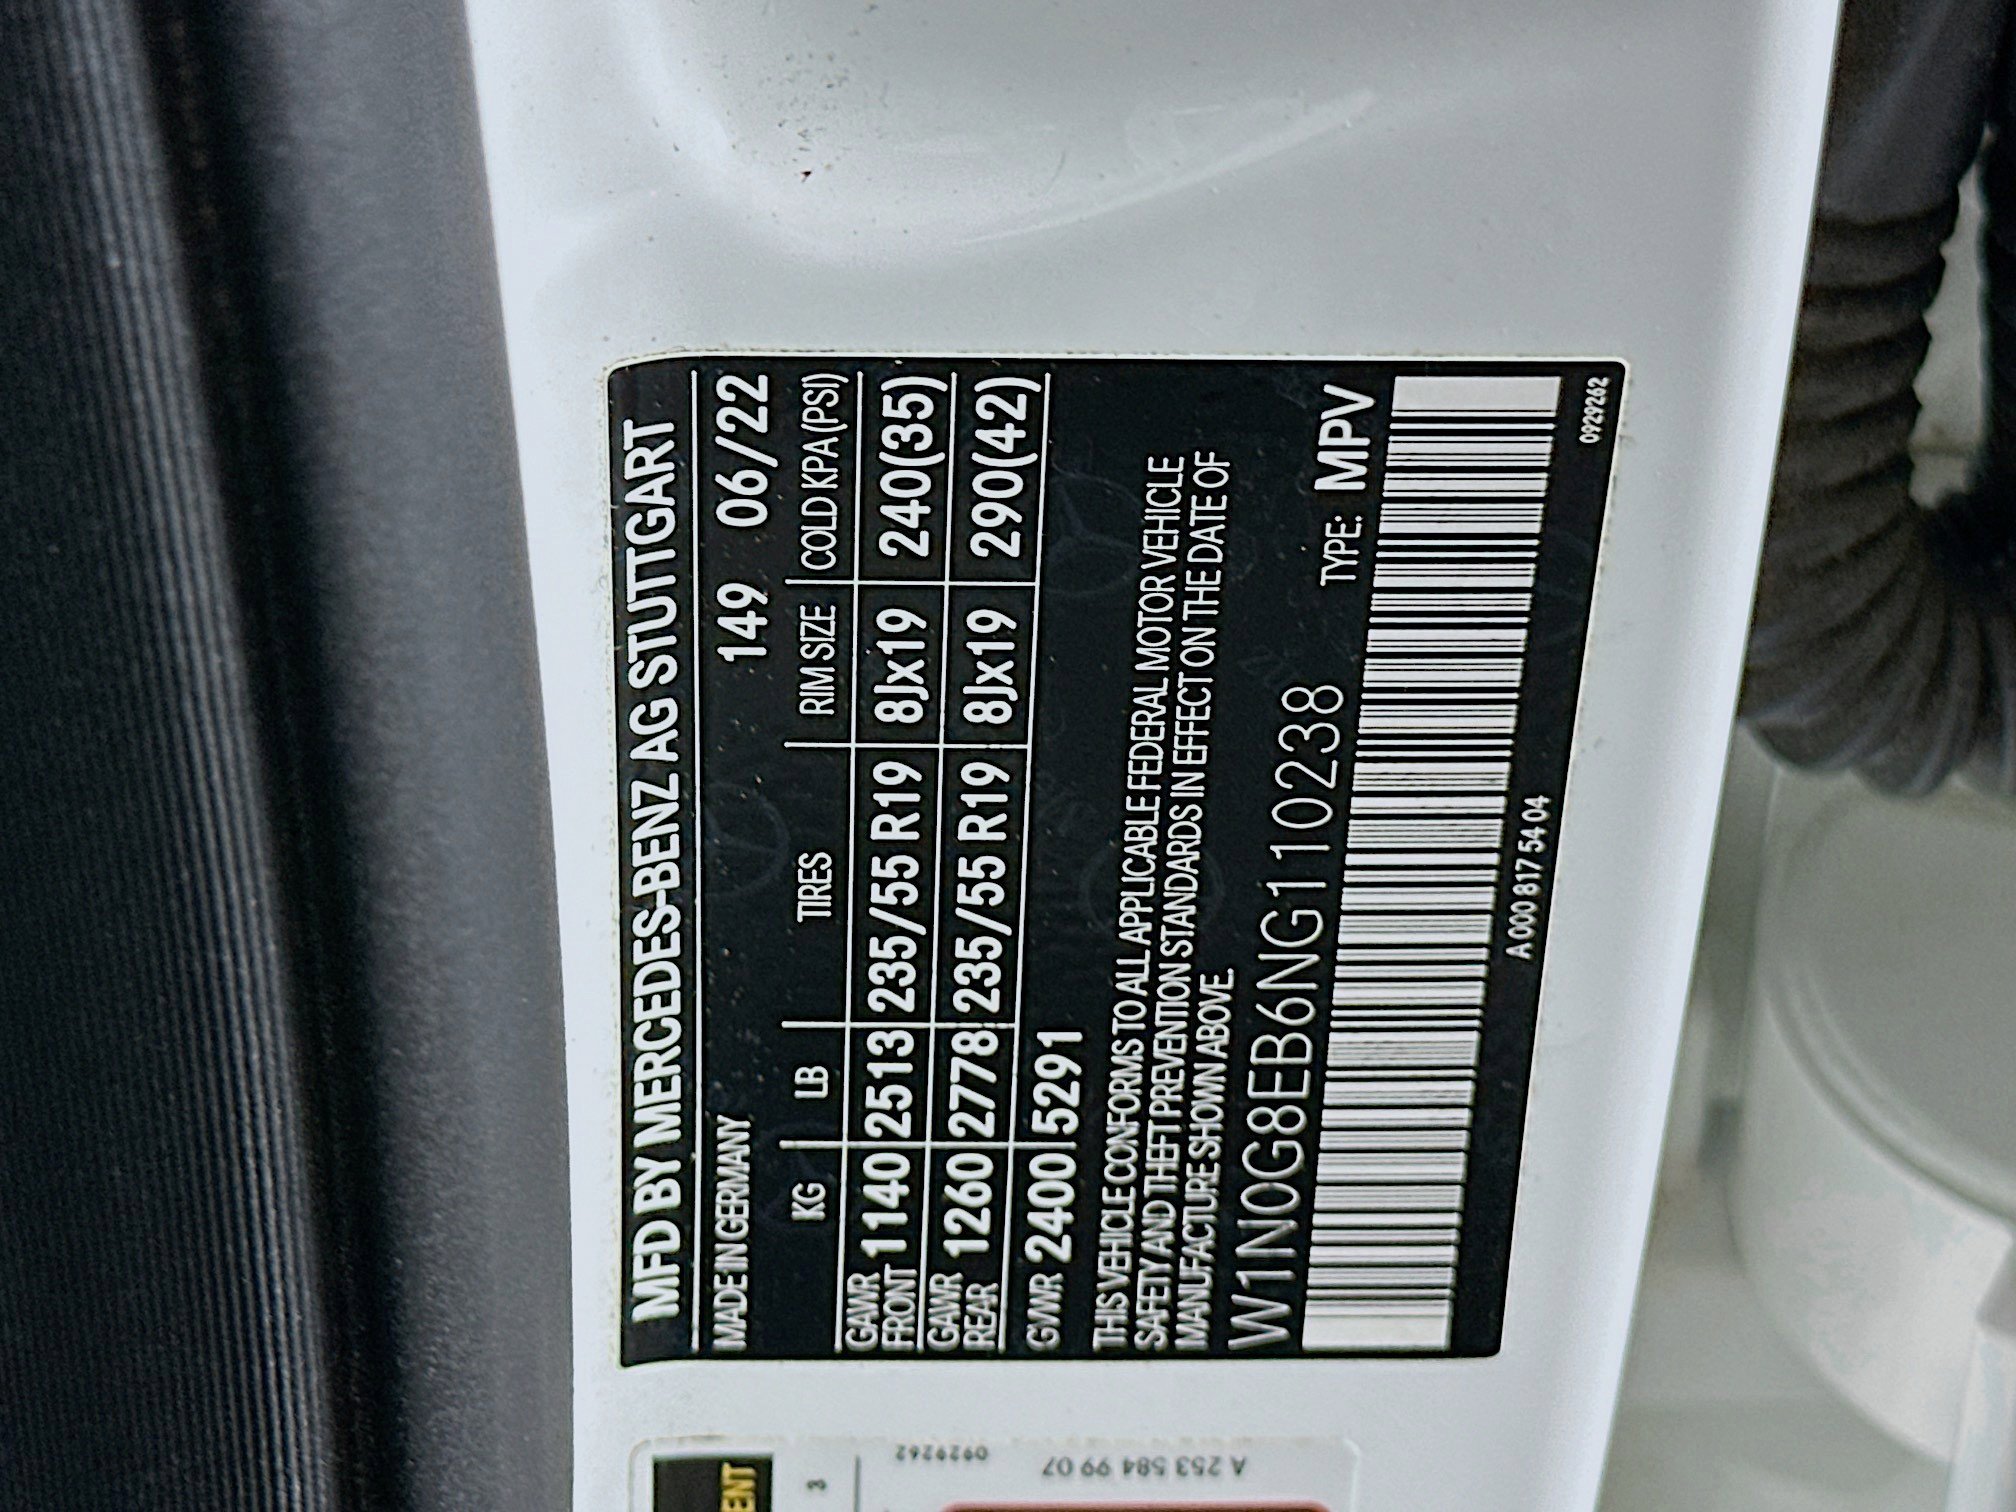 MFD BY MERCEDES-BENZ AG STUTTGART
MADE IN GERMANY 149 06/22
KG LB TIRES RIM SIZE COLD KPA (PSI)
GAWR FRONT 1140 2513 235/55 R19 8Jx19 240(35)
GAWR REAR 1260 2778 235/55 R19 8Jx19 290(42)
GVWR 2400 5291
THIS VEHICLE CONFORMS TO ALL APPLICABLE FEDERAL MOTOR VEHICLE
SAFETY AND THEFT PREVENTION STANDARDS IN EFFECT ON THE DATE OF
MANUFACTURE SHOWN ABOVE.
W1N0G8EB6NG110238 TYPE: MPV
A 000 817 54 04 0929262
ENT
3
0929262
A 253 584 99 07